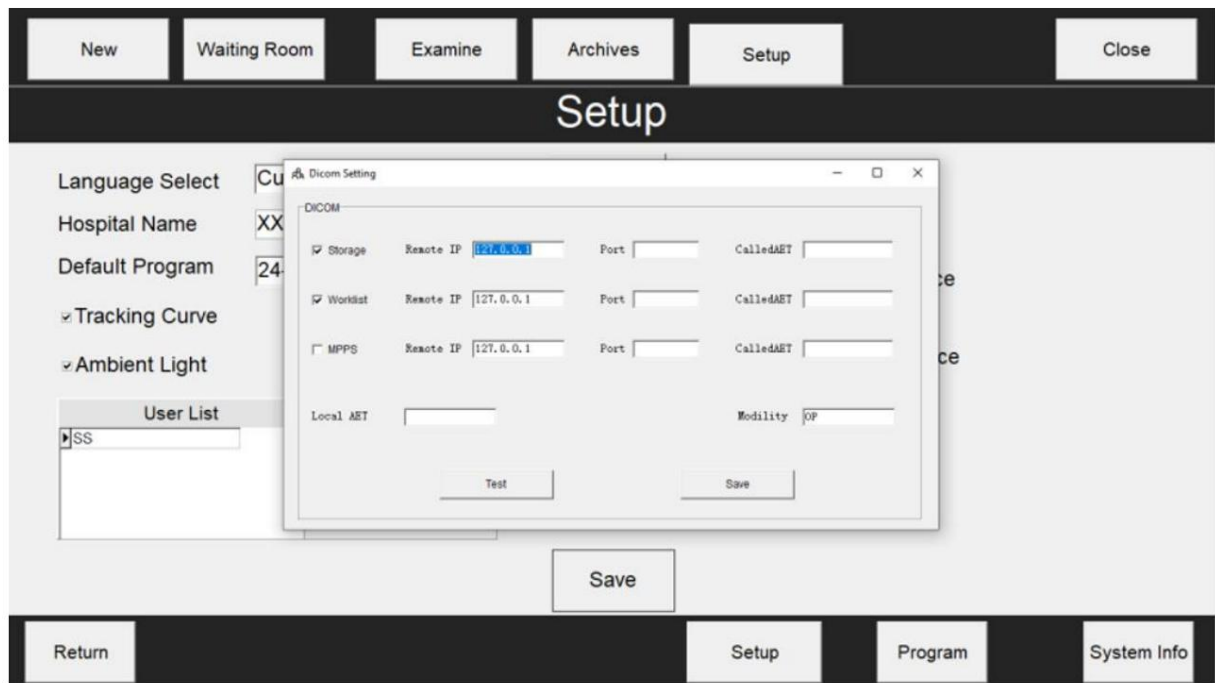 New Waiting Room Examine Archives Setup Close
Setup
Language Select Cu
Hospital Name XX
Default Program 24-
Tracking Curve
Ambient Light
User List
SS
Dicom Setting
DICOM
Storage Remote IP 127.0.0.1 Port CalledAET
Worklist Remote IP 127.0.0.1 Port CalledAET
MPPS Remote IP 127.0.0.1 Port CalledAET
Local AET Modility OP
Test Save
ce
ce
Save
Return Setup Program System Info